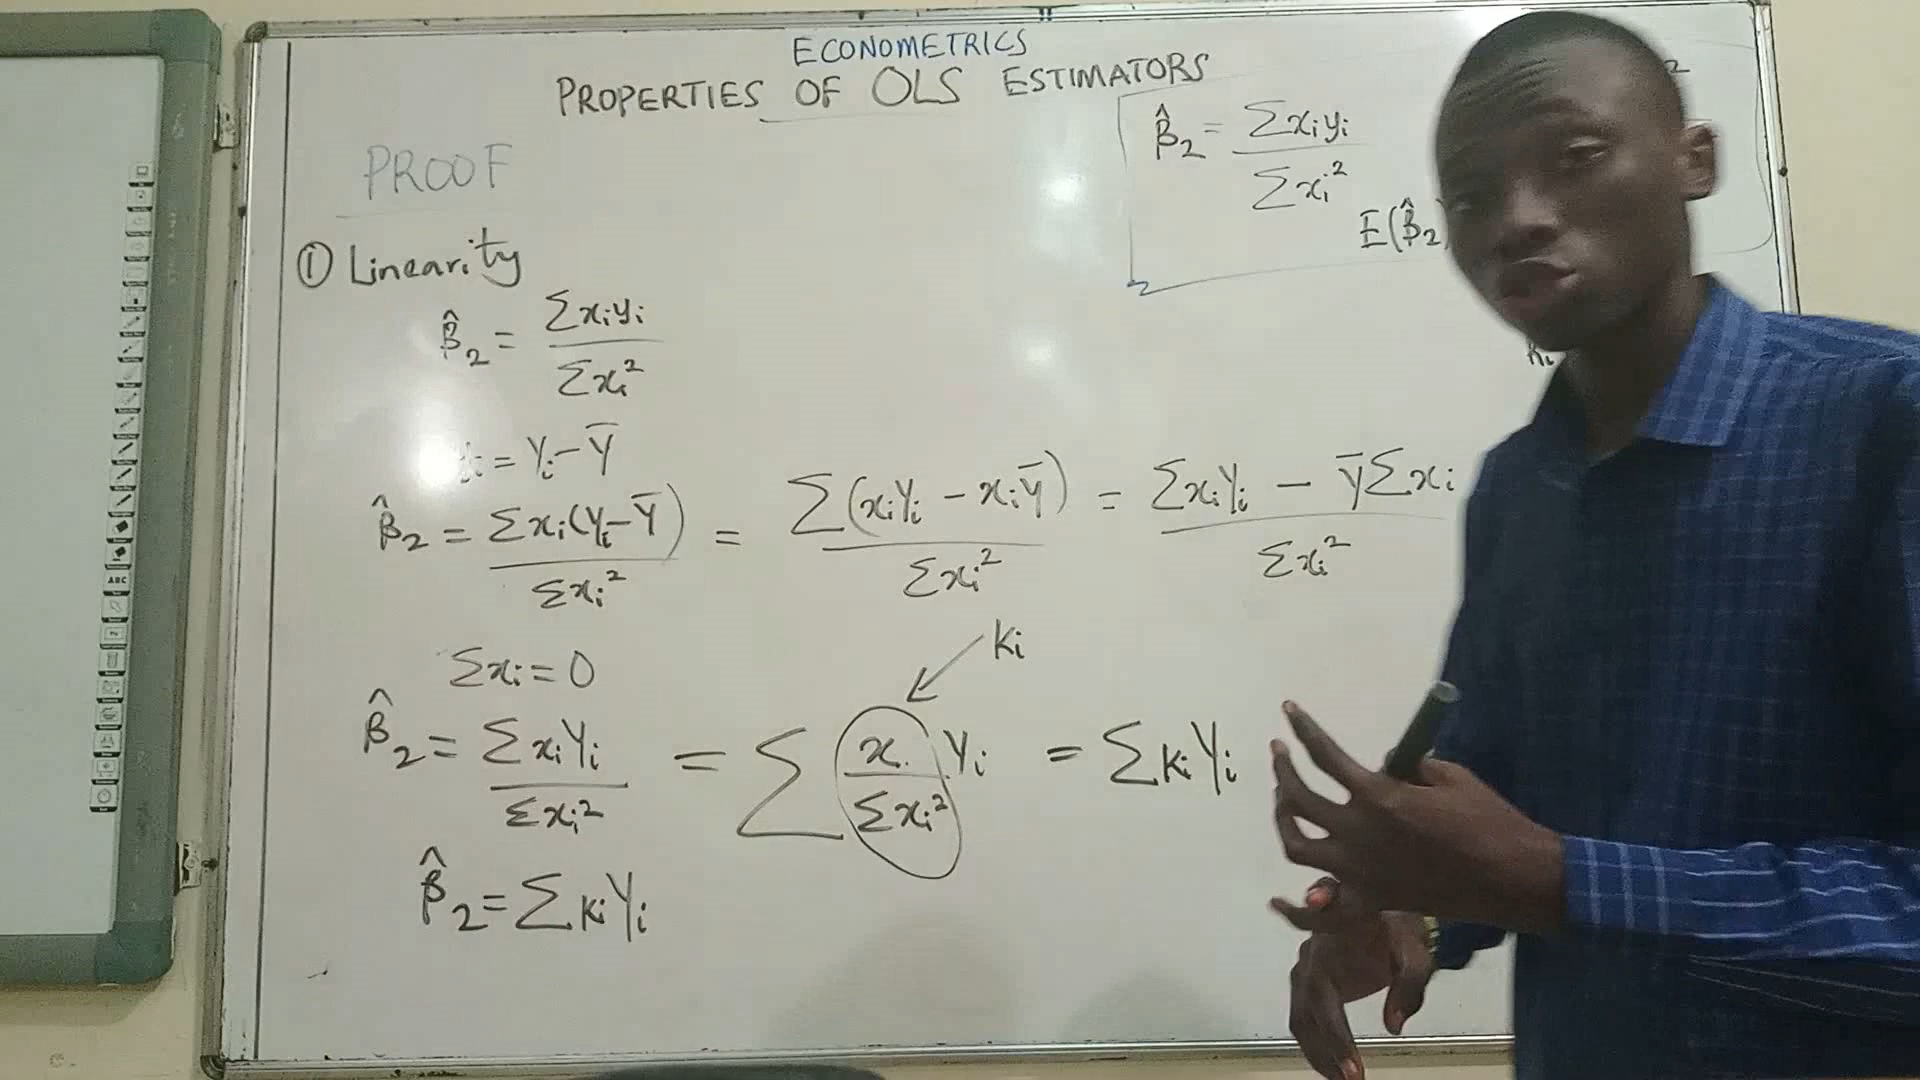 ECONOMETRICS
PROPERTIES OF OLS ESTIMATORS
β̂₂ = Σxᵢyᵢ / Σxᵢ²
E(β̂₂)
PROOF
① Linearity
β̂₂ = Σxᵢyᵢ / Σxᵢ²
= Yᵢ − Ȳ
β̂₂ = Σxᵢ(Yᵢ − Ȳ) / Σxᵢ² = Σ(xᵢYᵢ − xᵢȲ) / Σxᵢ² = ΣxᵢYᵢ − ȲΣxᵢ / Σxᵢ²
kᵢ
Σxᵢ = 0
β̂₂ = ΣxᵢYᵢ / Σxᵢ² = Σ x. / Σxᵢ² Yᵢ = ΣkᵢYᵢ
β̂₂ = ΣkᵢYᵢ
ABC